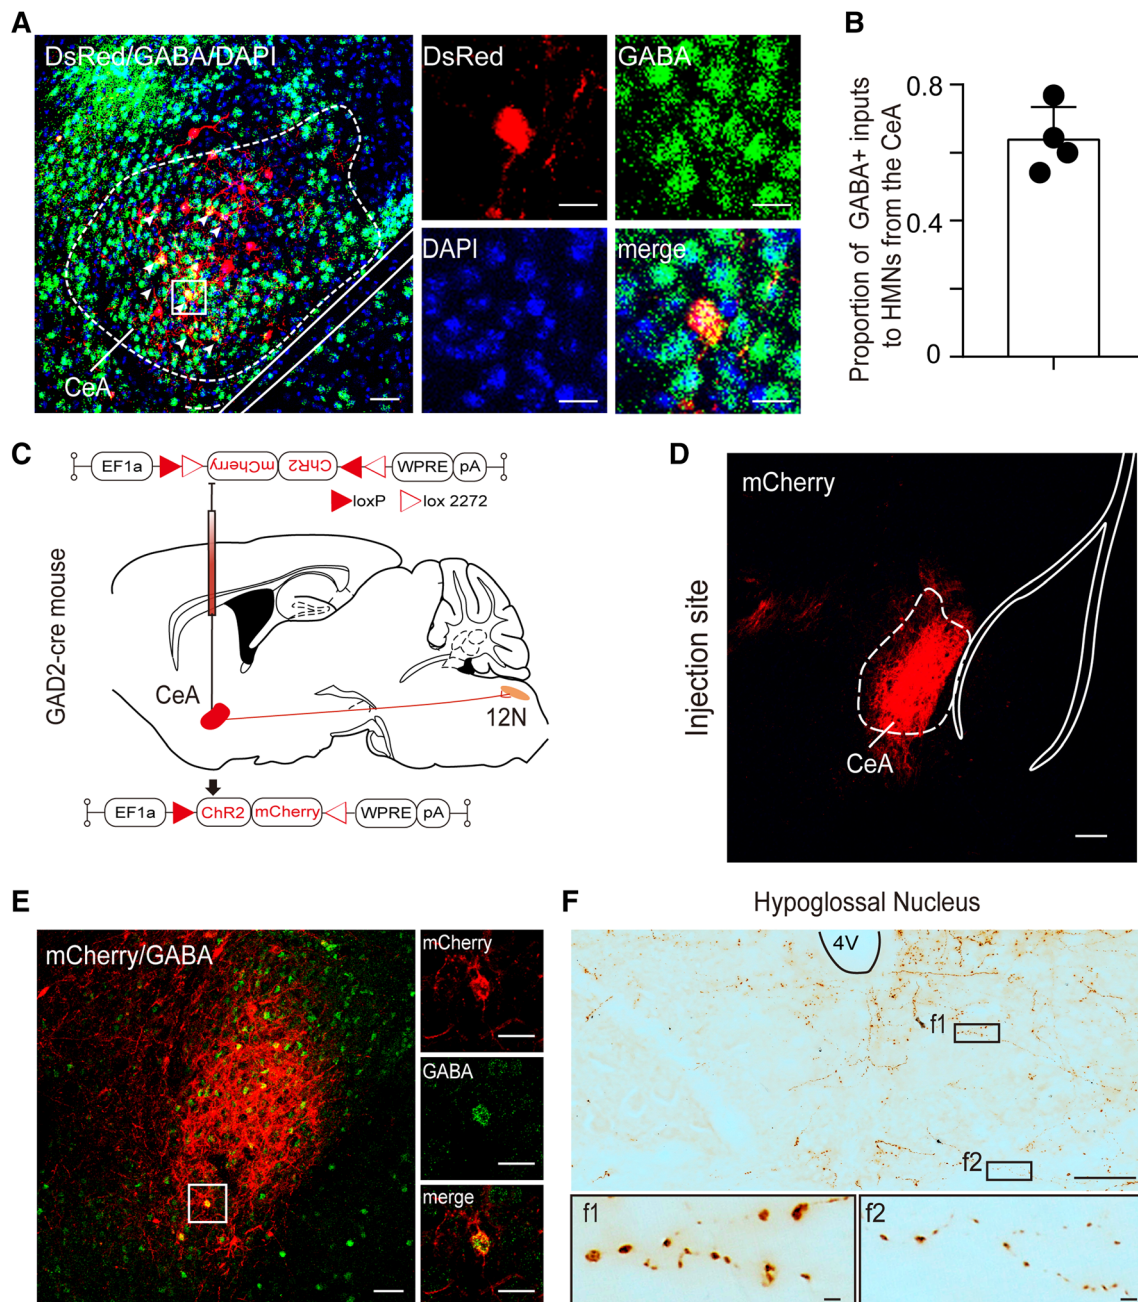 A
DsRed/GABA/DAPI
CeA
DsRed
GABA
DAPI
merge
B
Proportion of GABA+ inputs
to HMNs from the CeA
0.8
0.4
0
C
EF1a
mCherry
ChR2
WPRE
pA
loxP
lox 2272
GAD2-cre mouse
CeA
12N
EF1a
ChR2
mCherry
WPRE
pA
D
mCherry
Injection site
CeA
E
mCherry/GABA
mCherry
GABA
merge
F
Hypoglossal Nucleus
4V
f1
f2
f1
f2